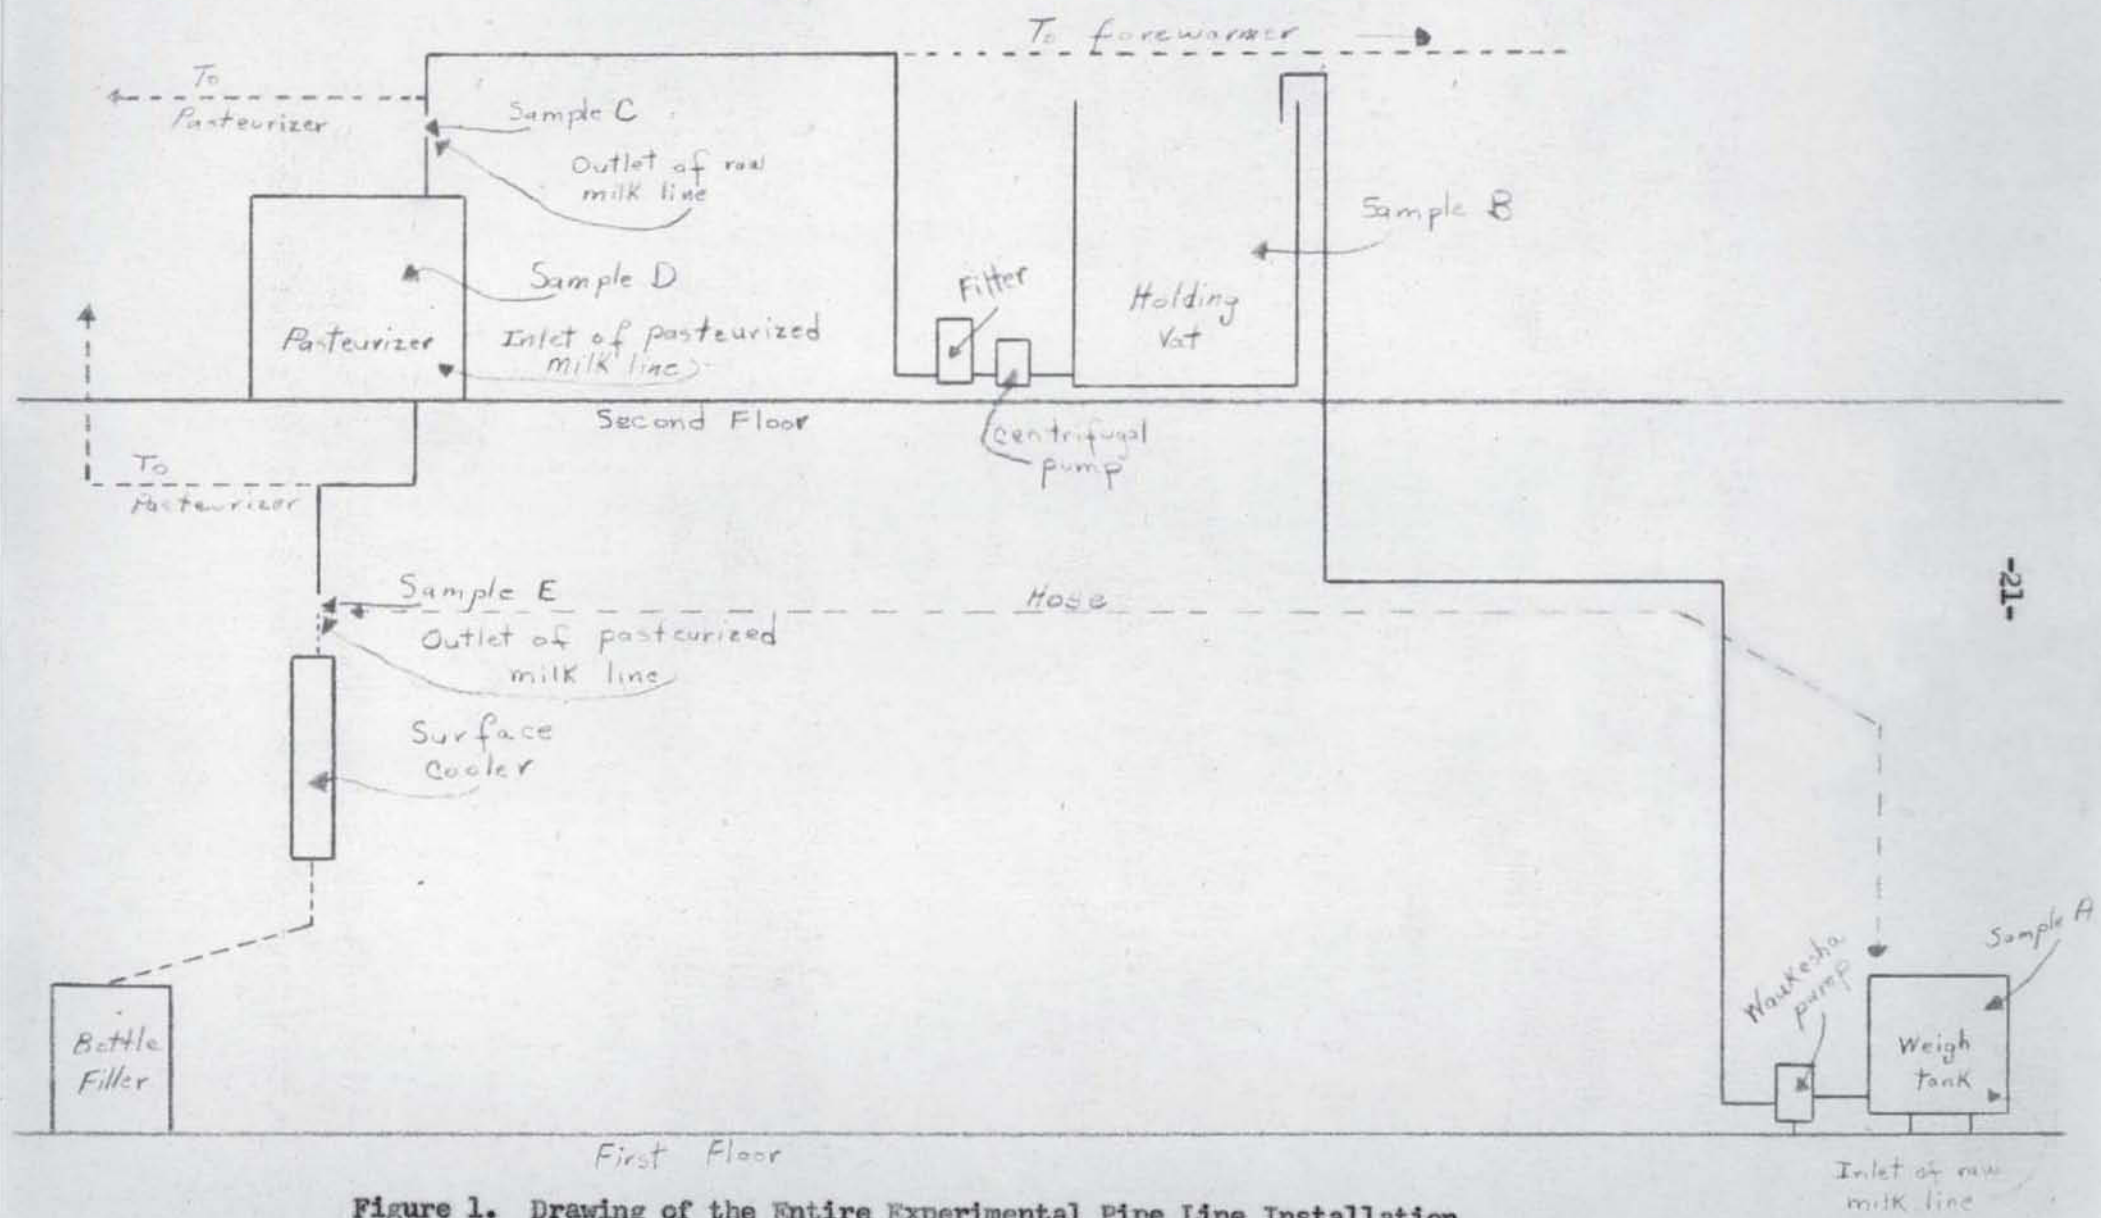 To forewarmer
To
Pasteurizer
Sample C
Outlet of raw
milk line
Sample B
Sample D
Filter
Holding
Vat
Pasteurizer
Inlet of pasteurized
milk line
Second Floor
Centrifugal
pump
To
Pasteurizer
Sample E
Hose
Outlet of pasteurized
milk line
-21-
Surface
Cooler
Sample A
Waukesha
pump
Weigh
tank
Bottle
Filler
First Floor
Inlet of raw
milk line
Figure 1. Drawing of the Entire Experimental Pipe Line Installation